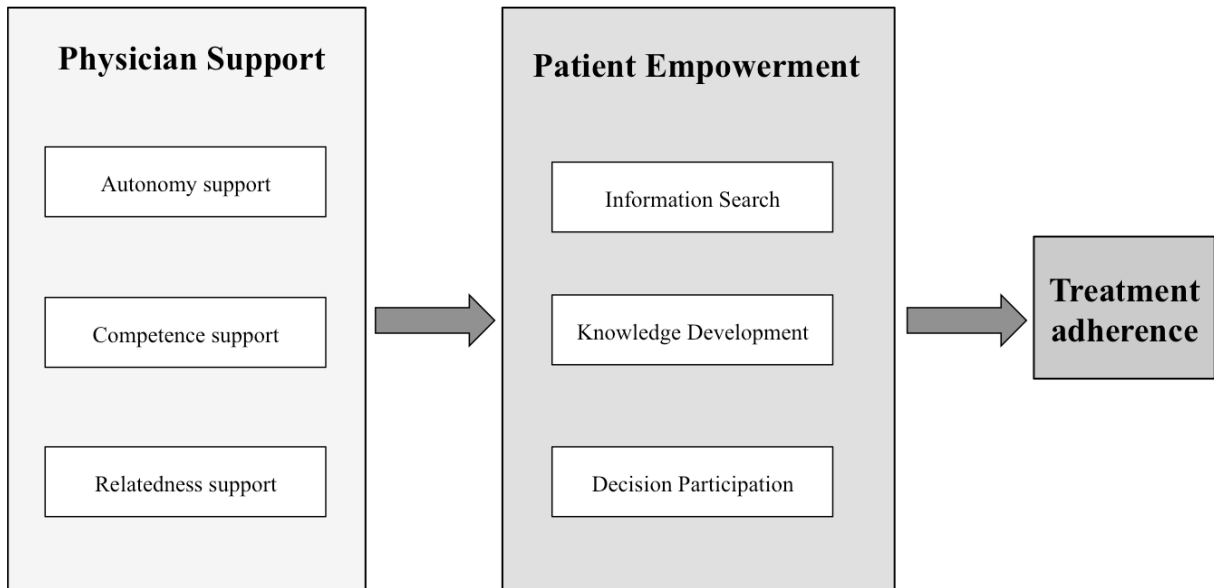 Physician Support
Autonomy support
Competence support
Relatedness support
Patient Empowerment
Information Search
Knowledge Development
Decision Participation
Treatment
adherence